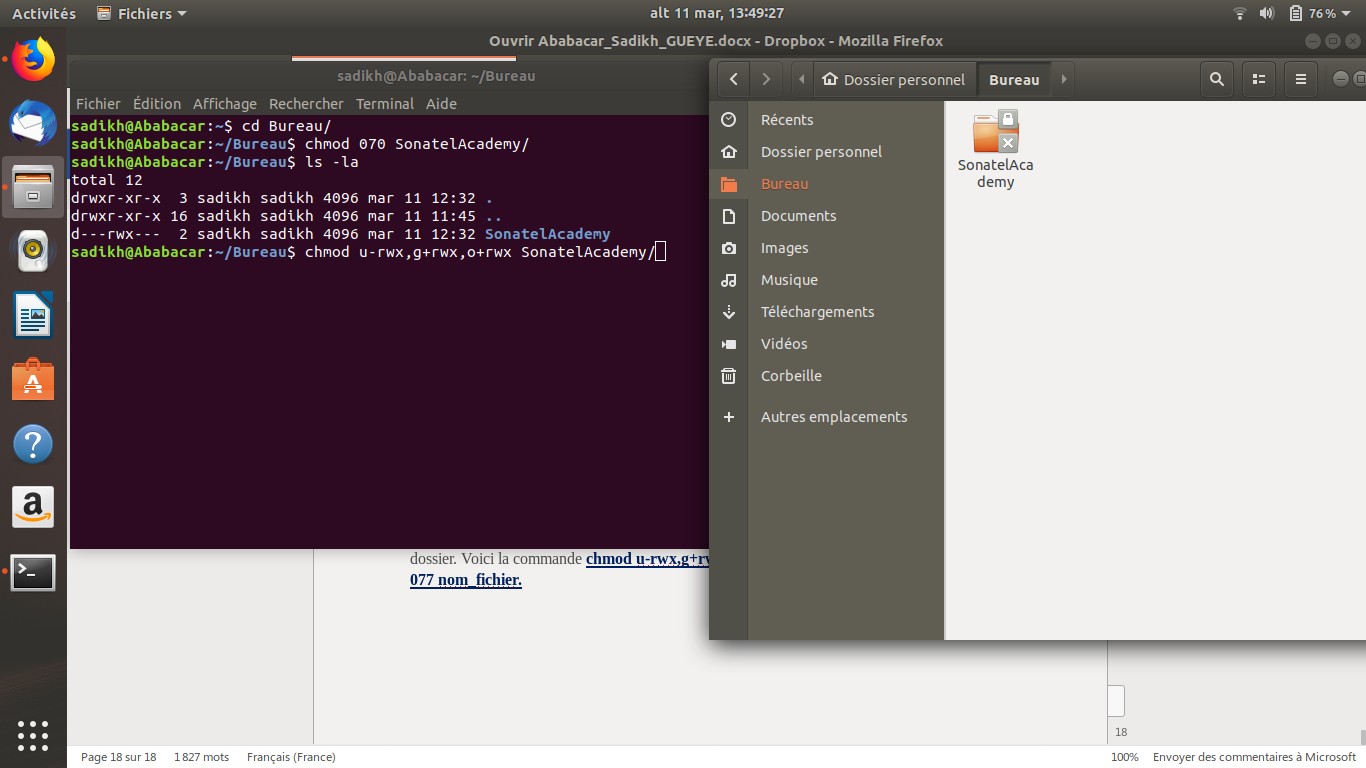 Activités
Fichiers
alt 11 mar, 13:49:27
76 %
Ouvrir Ababacar_Sadikh_GUEYE.docx - Dropbox - Mozilla Firefox
sadikh@Ababacar: ~/Bureau
Fichier Édition Affichage Rechercher Terminal Aide
sadikh@Ababacar:~$ cd Bureau/
sadikh@Ababacar:~/Bureau$ chmod 070 SonatelAcademy/
sadikh@Ababacar:~/Bureau$ ls -la
total 12
drwxr-xr-x  3 sadikh sadikh 4096 mar 11 12:32 .
drwxr-xr-x 16 sadikh sadikh 4096 mar 11 11:45 ..
d---rwx---  2 sadikh sadikh 4096 mar 11 12:32 SonatelAcademy
sadikh@Ababacar:~/Bureau$ chmod u-rwx,g+rwx,o+rwx SonatelAcademy/
Dossier personnel
Bureau
Récents
Dossier personnel
Bureau
Documents
Images
Musique
Téléchargements
Vidéos
Corbeille
Autres emplacements
SonatelAca
demy
dossier. Voici la commande chmod u-rwx,g+rw
077 nom_fichier.
18
Page 18 sur 18
1 827 mots
Français (France)
100%
Envoyer des commentaires à Microsoft